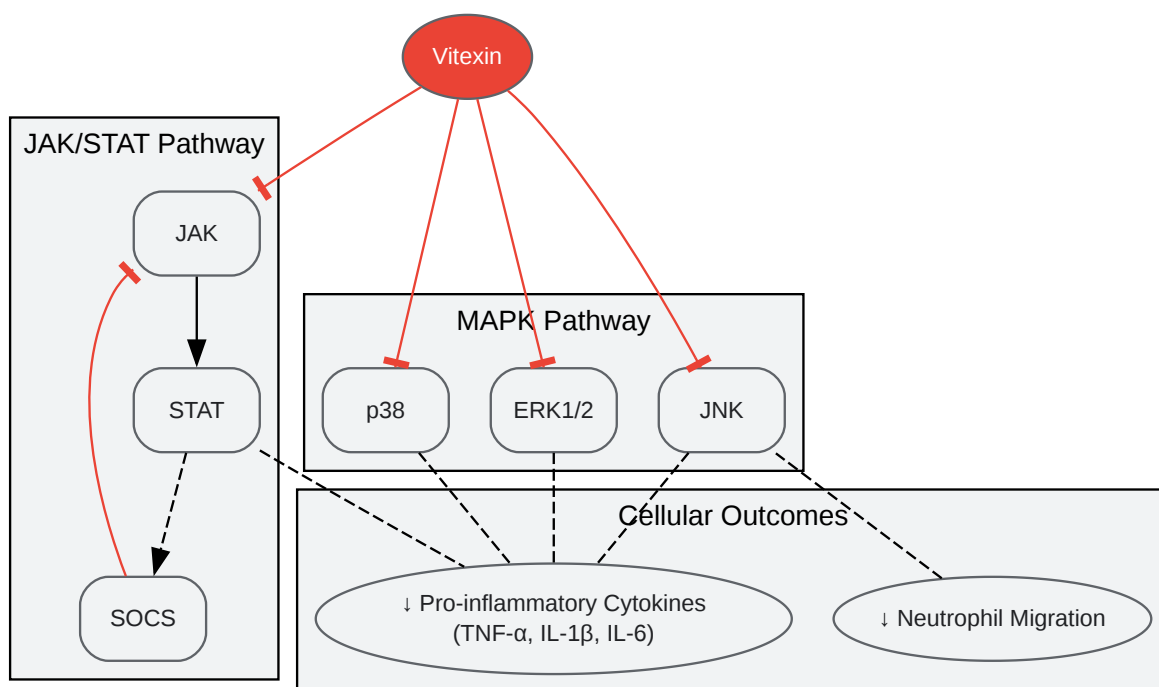 Vitexin
JAK/STAT Pathway
JAK
STAT
SOCS
MAPK Pathway
p38
ERK1/2
JNK
Cellular Outcomes
↓ Pro-inflammatory Cytokines
(TNF-α, IL-1β, IL-6)
↓ Neutrophil Migration